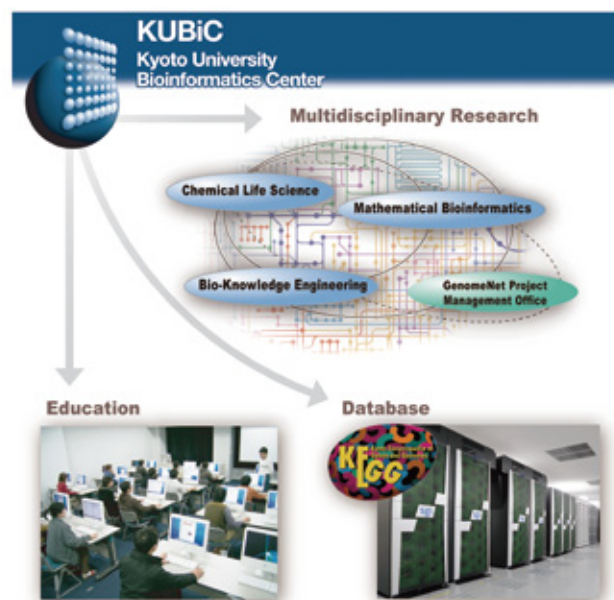 KUBiC
Kyoto University
Bioinformatics Center
Multidisciplinary Research
Chemical Life Science
Mathematical Bioinformatics
Bio-Knowledge Engineering
GenomeNet Project
Management Office
Education
Database
KEGG